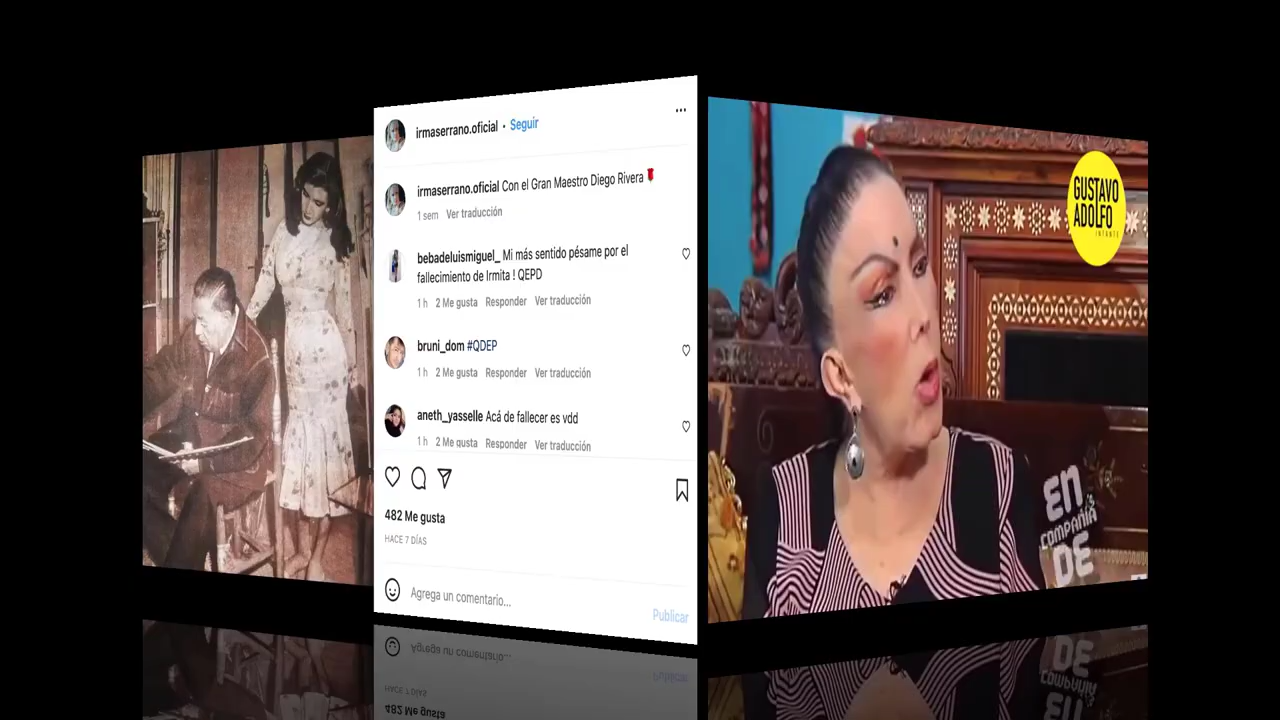 irmaserrano.oficial • Seguir
irmaserrano.oficial Con el Gran Maestro Diego Rivera
1 sem Ver traducción
bebadeluismiguel_ Mi más sentido pésame por el
fallecimiento de Irmita ! QEPD
1 h 2 Me gusta Responder Ver traducción
bruni_dom #QDEP
1 h 2 Me gusta Responder Ver traducción
aneth_yasselle Acá de fallecer es vdd
1 h 2 Me gusta Responder Ver traducción
482 Me gusta
HACE 7 DÍAS
Agrega un comentario...
Publicar
GUSTAVO
ADOLFO
INFANTE
EN
COMPAÑÍA
DE